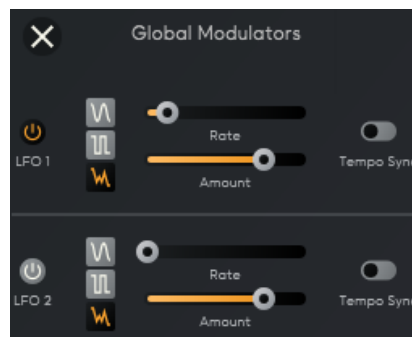 Global Modulators
Rate
LFO 1
Tempo Sync
Amount
Rate
LFO 2
Tempo Sync
Amount